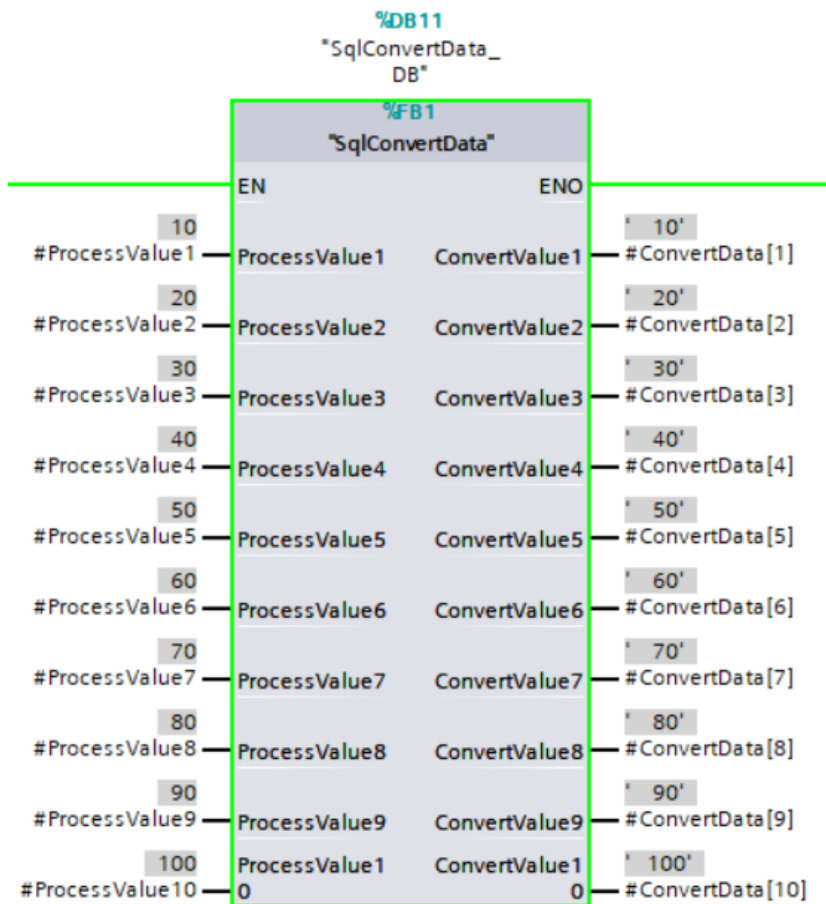 %DB11
"SqlConvertData_
DB"
%FB1
"SqlConvertData"
EN ENO
10 ' 10'
#ProcessValue1 ProcessValue1 ConvertValue1 #ConvertData[1]
20 ' 20'
#ProcessValue2 ProcessValue2 ConvertValue2 #ConvertData[2]
30 ' 30'
#ProcessValue3 ProcessValue3 ConvertValue3 #ConvertData[3]
40 ' 40'
#ProcessValue4 ProcessValue4 ConvertValue4 #ConvertData[4]
50 ' 50'
#ProcessValue5 ProcessValue5 ConvertValue5 #ConvertData[5]
60 ' 60'
#ProcessValue6 ProcessValue6 ConvertValue6 #ConvertData[6]
70 ' 70'
#ProcessValue7 ProcessValue7 ConvertValue7 #ConvertData[7]
80 ' 80'
#ProcessValue8 ProcessValue8 ConvertValue8 #ConvertData[8]
90 ' 90'
#ProcessValue9 ProcessValue9 ConvertValue9 #ConvertData[9]
100 ProcessValue1 ConvertValue1 ' 100'
#ProcessValue10 0 0 #ConvertData[10]